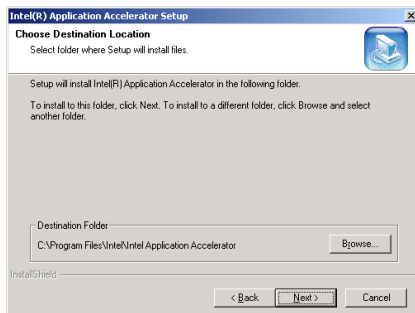 Intel(R) Application Accelerator Setup
Choose Destination Location
Select folder where Setup will install files.
Setup will install Intel(R) Application Accelerator in the following folder.
To install to this folder, click Next. To install to a different folder, click Browse and select
another folder.
Destination Folder
C:\Program Files\Intel\Intel Application Accelerator
Browse...
InstallShield
< Back
Next >
Cancel